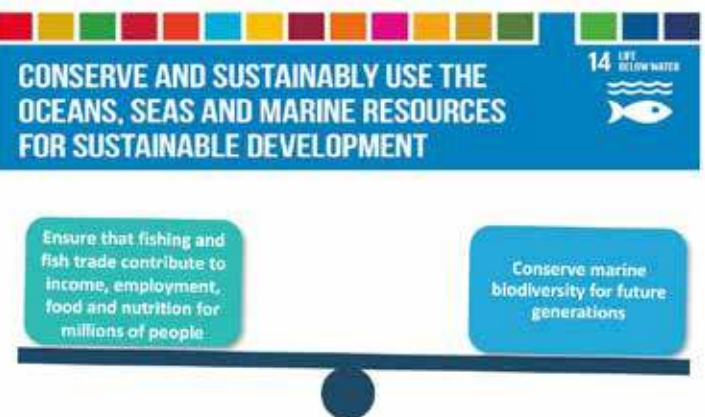 CONSERVE AND SUSTAINABLY USE THE
OCEANS, SEAS AND MARINE RESOURCES
FOR SUSTAINABLE DEVELOPMENT
14 LIFE
BELOW WATER
Ensure that fishing and
fish trade contribute to
income, employment,
food and nutrition for
millions of people
Conserve marine
biodiversity for future
generations